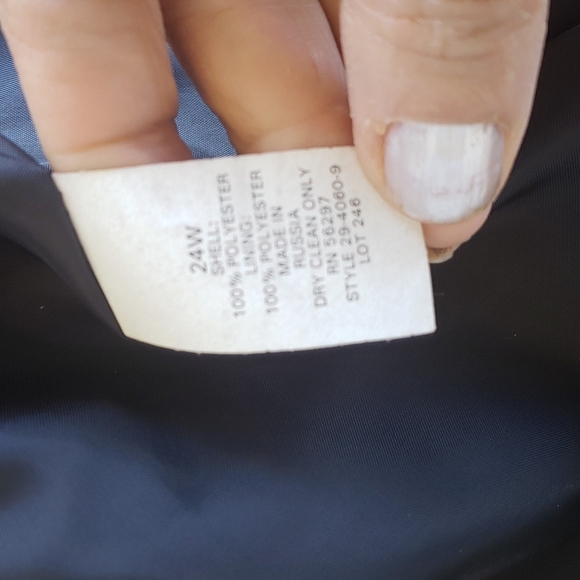 24W
SHELL:
100% POLYESTER
LINING:
100% POLYESTER
MADE IN
RUSSIA
DRY CLEAN ONLY
RN 56297
STYLE 29-4060-9
LOT 246